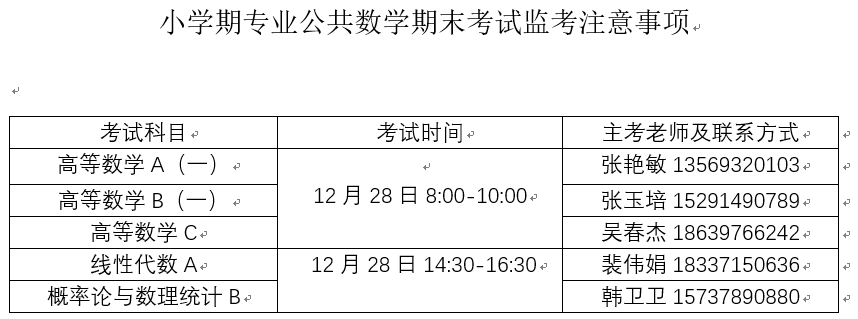 小学期专业公共数学期末考试监考注意事项
考试科目 考试时间 主考老师及联系方式
高等数学 A（一） 张艳敏 13569320103
12 月 28 日 8:00-10:00
高等数学 B（一） 张玉培 15291490789
高等数学 C 吴春杰 18639766242
线性代数 A 12 月 28 日 14:30-16:30 裴伟娟 18337150636
概率论与数理统计 B 韩卫卫 15737890880